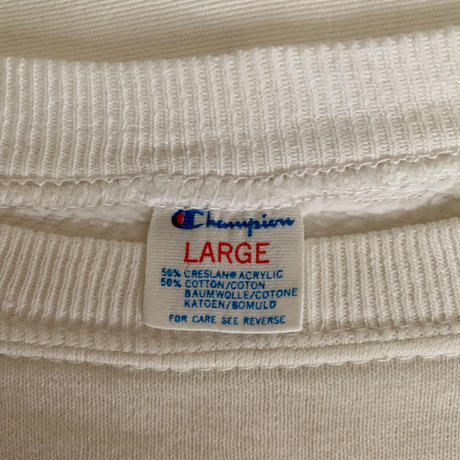 Champion
LARGE
50% CRESLAN® ACRYLIC
50% COTTON/COTON
BAUMWOLLE/COTONE
KATOEN/BOMULD
FOR CARE SEE REVERSE